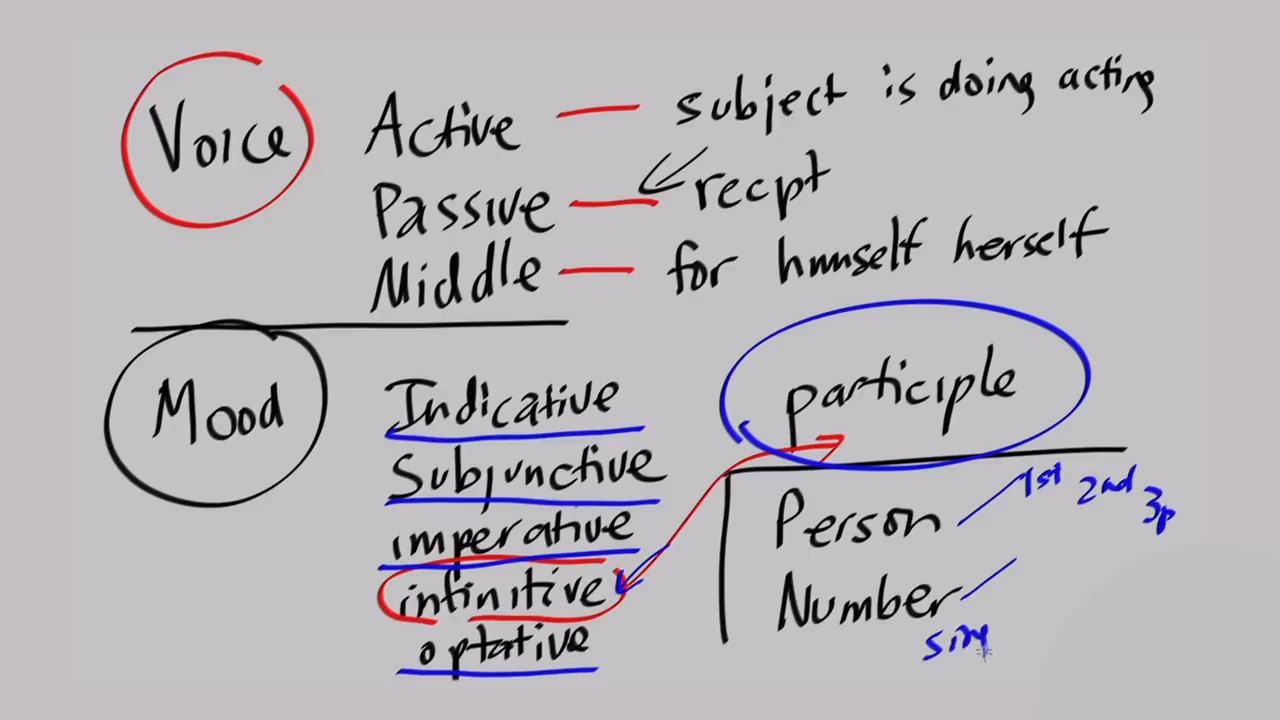 Voice
Active — subject is doing acting
Passive — recpt
Middle — for hmmself herself
Mood
Indicative
Subjunctive
imperative
infinitive
optative
participle
Person 1st 2nd 3p
Number
sing